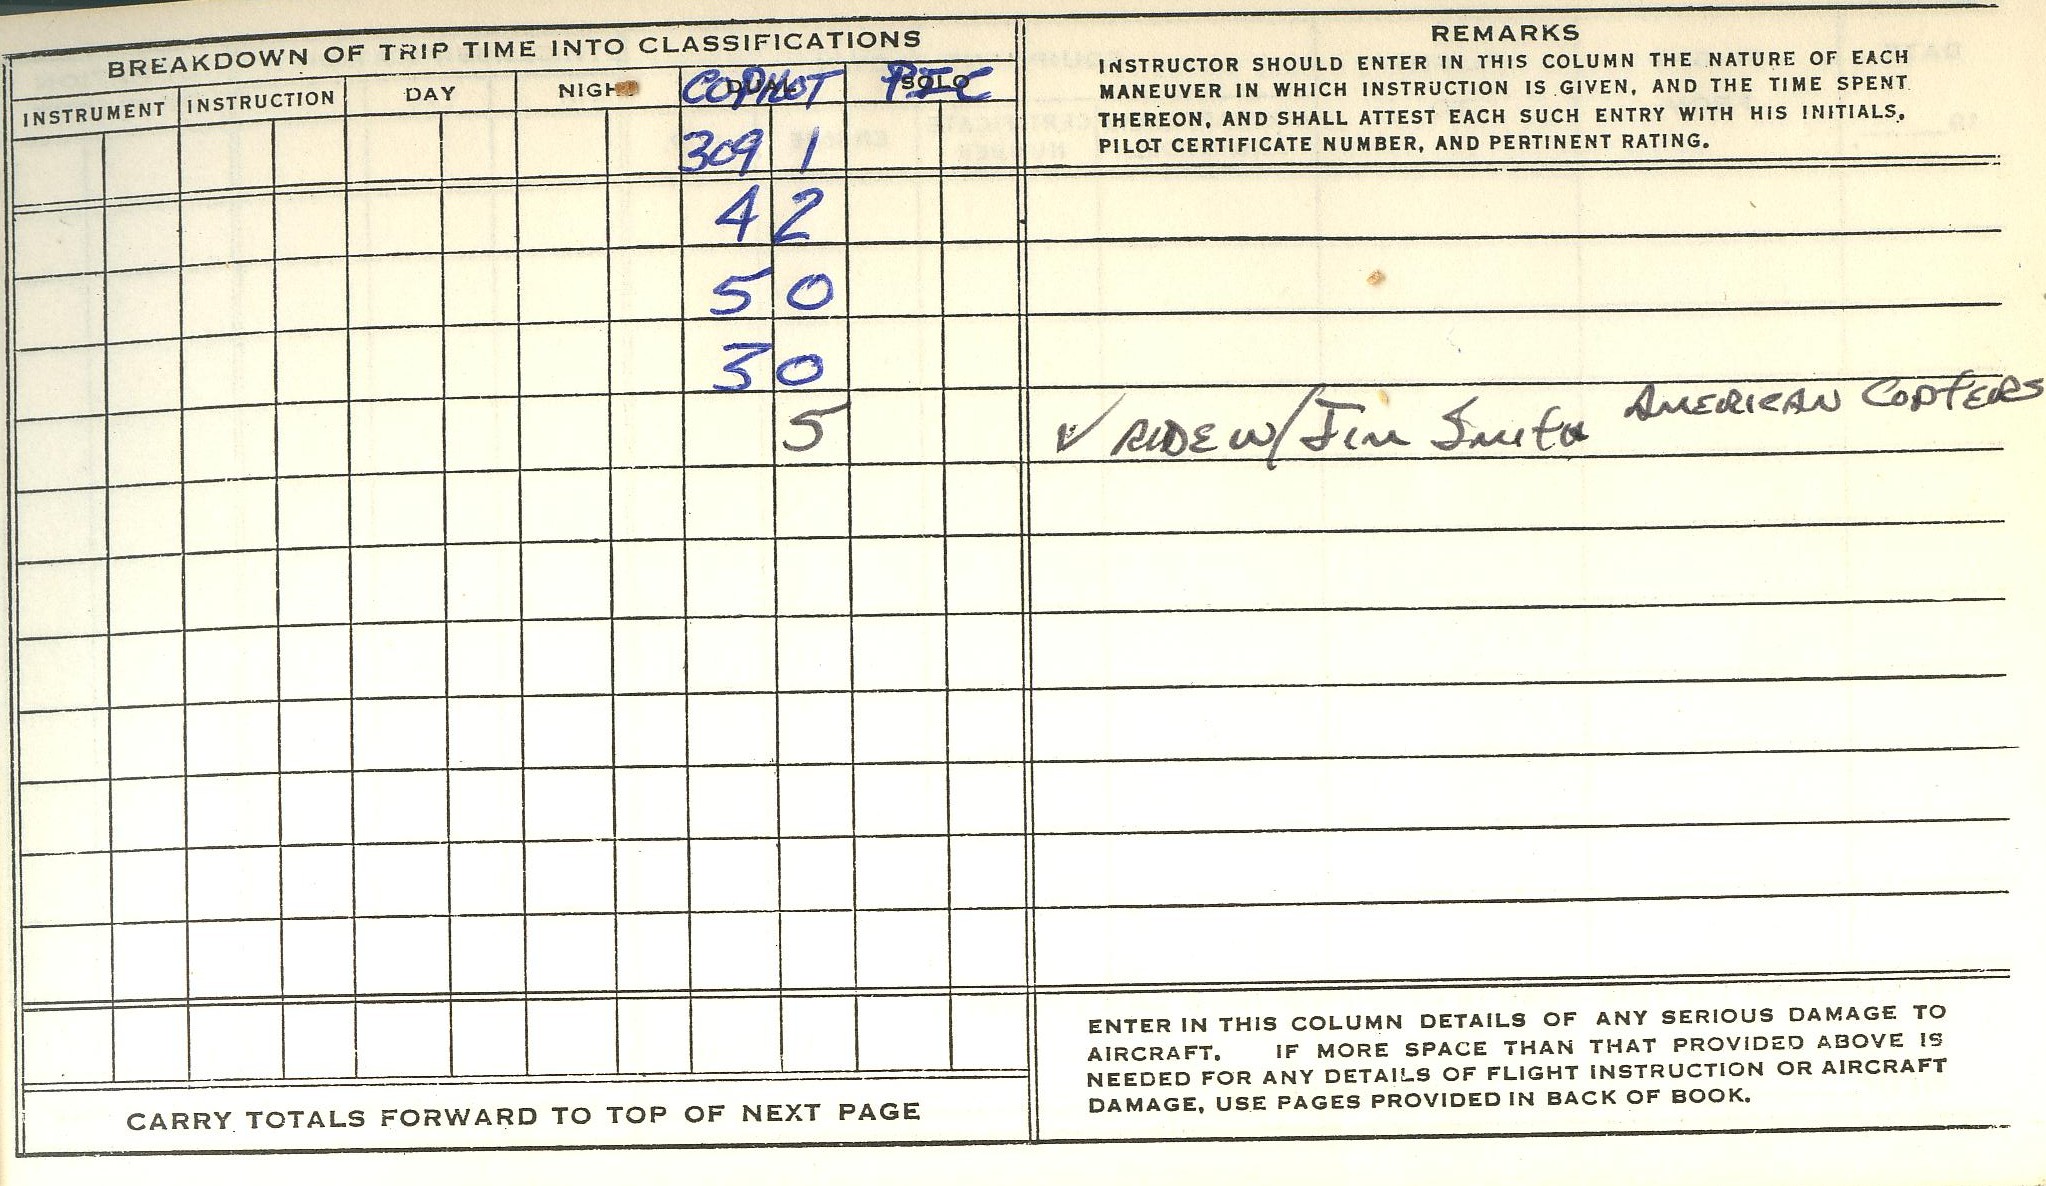 BREAKDOWN OF TRIP TIME INTO CLASSIFICATIONS
INSTRUMENT INSTRUCTION DAY NIGHT DUAL COPILOT SOLO PIC
309 1
4 2
5 0
3 0
5
REMARKS
INSTRUCTOR SHOULD ENTER IN THIS COLUMN THE NATURE OF EACH
MANEUVER IN WHICH INSTRUCTION IS GIVEN, AND THE TIME SPENT
THEREON, AND SHALL ATTEST EACH SUCH ENTRY WITH HIS INITIALS,
PILOT CERTIFICATE NUMBER, AND PERTINENT RATING.
✓ RIDE W/ Jim Smith AMERICAN COPTERS
ENTER IN THIS COLUMN DETAILS OF ANY SERIOUS DAMAGE TO
AIRCRAFT. IF MORE SPACE THAN THAT PROVIDED ABOVE IS
NEEDED FOR ANY DETAILS OF FLIGHT INSTRUCTION OR AIRCRAFT
DAMAGE, USE PAGES PROVIDED IN BACK OF BOOK.
CARRY TOTALS FORWARD TO TOP OF NEXT PAGE